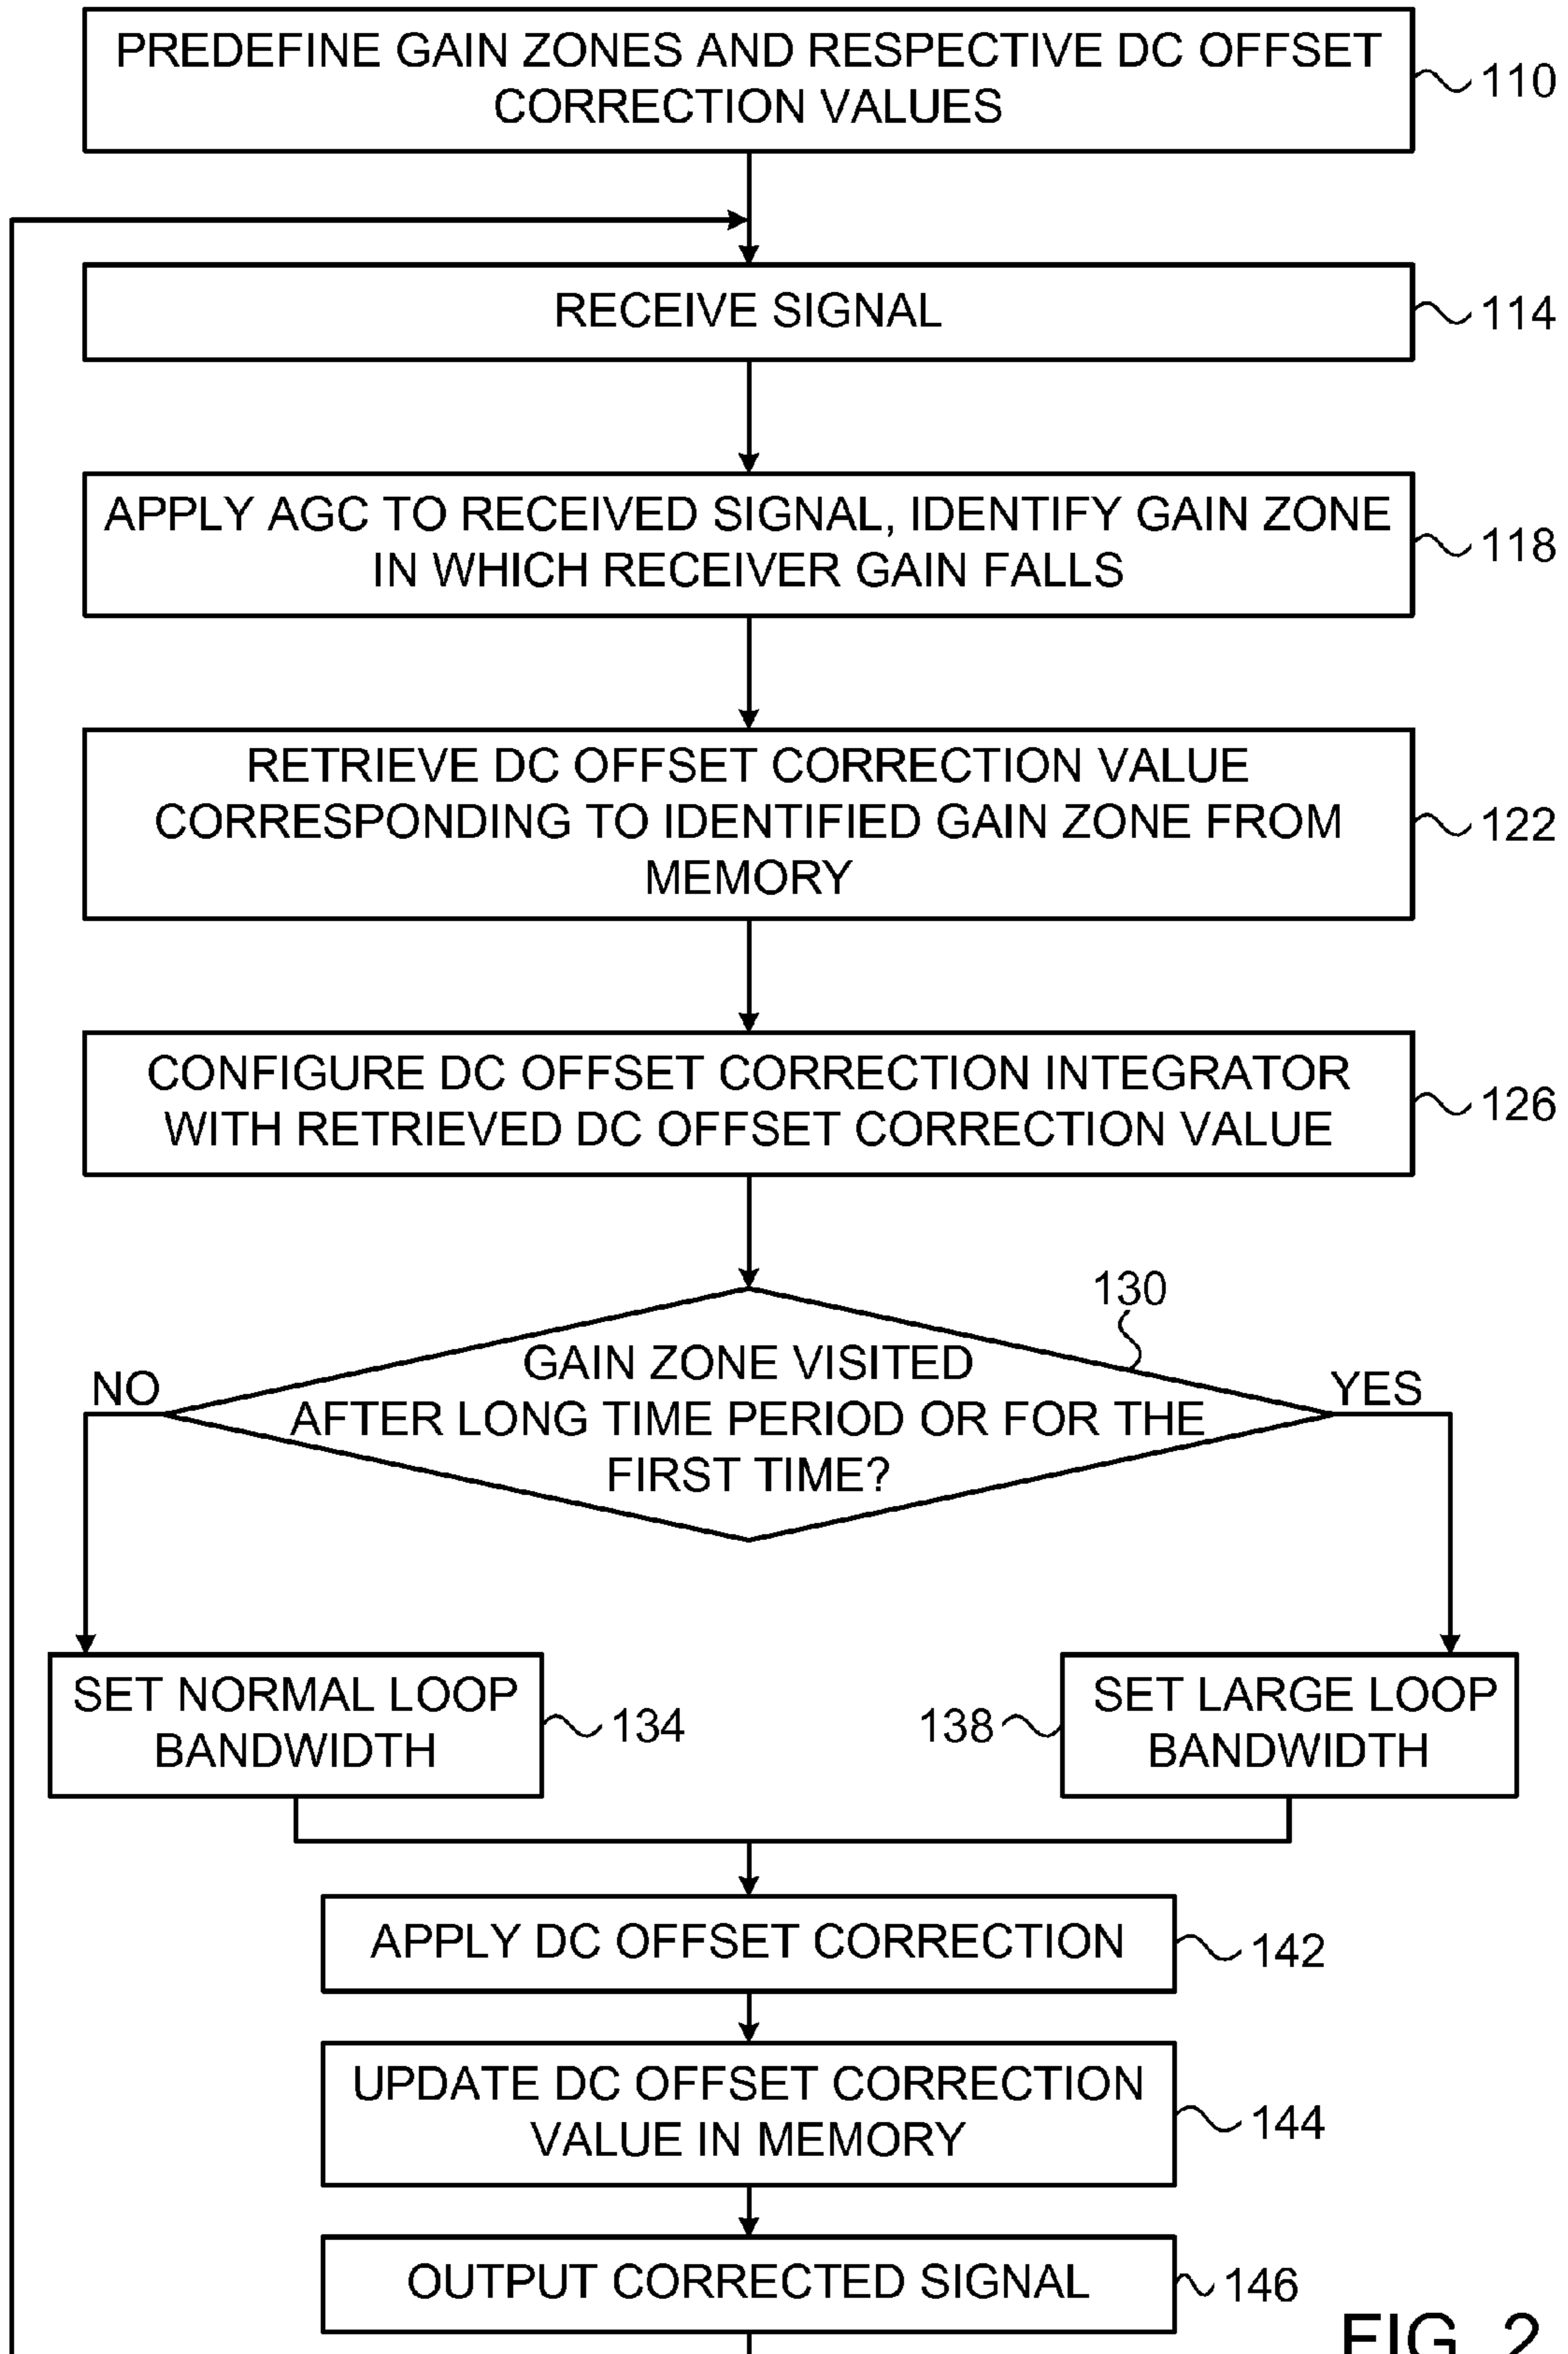 PREDEFINE GAIN ZONES AND RESPECTIVE DC OFFSET
CORRECTION VALUES
110
RECEIVE SIGNAL
114
APPLY AGC TO RECEIVED SIGNAL, IDENTIFY GAIN ZONE
IN WHICH RECEIVER GAIN FALLS
118
RETRIEVE DC OFFSET CORRECTION VALUE
CORRESPONDING TO IDENTIFIED GAIN ZONE FROM
MEMORY
122
CONFIGURE DC OFFSET CORRECTION INTEGRATOR
WITH RETRIEVED DC OFFSET CORRECTION VALUE
126
130
GAIN ZONE VISITED
AFTER LONG TIME PERIOD OR FOR THE
FIRST TIME?
NO
YES
SET NORMAL LOOP
BANDWIDTH
134
138
SET LARGE LOOP
BANDWIDTH
APPLY DC OFFSET CORRECTION
142
UPDATE DC OFFSET CORRECTION
VALUE IN MEMORY
144
OUTPUT CORRECTED SIGNAL
146
FIG. 2